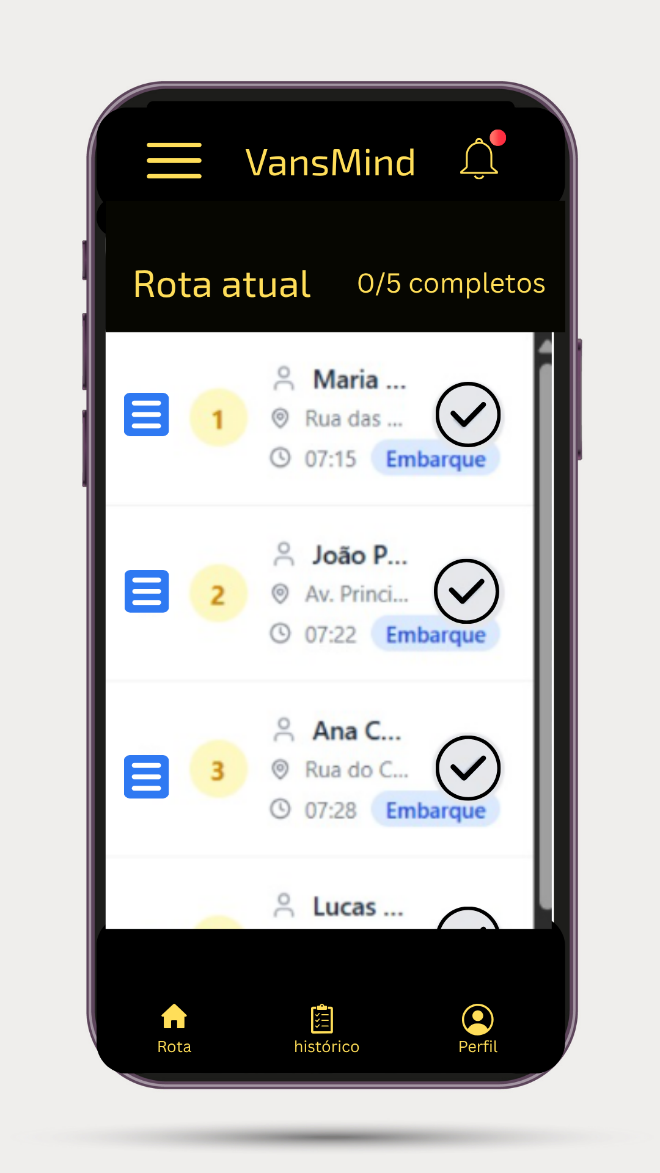 VansMind
Rota atual
0/5 completos
1
Maria ...
Rua das ...
07:15
Embarque
2
João P...
Av. Princi...
07:22
Embarque
3
Ana C...
Rua do C...
07:28
Embarque
Lucas ...
Rota
histórico
Perfil